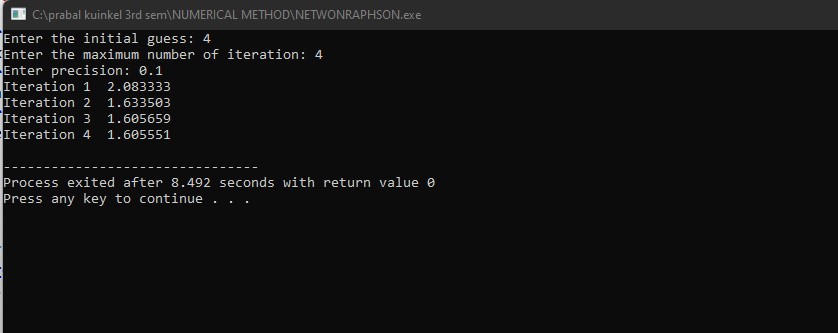 C:\prabal kuinkel 3rd sem\NUMERICAL METHOD\NETWONRAPHSON.exe
Enter the initial guess: 4
Enter the maximum number of iteration: 4
Enter precision: 0.1
Iteration 1  2.083333
Iteration 2  1.633503
Iteration 3  1.605659
Iteration 4  1.605551
--------------------------------
Process exited after 8.492 seconds with return value 0
Press any key to continue . . .